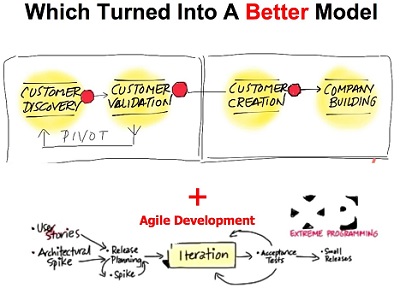 Which Turned Into A Better Model
CUSTOMER DISCOVERY
CUSTOMER VALIDATION
CUSTOMER CREATION
COMPANY BUILDING
PIVOT
+
Agile Development
XP
EXTREME PROGRAMMING
• User Stories
• Architectural Spike
• Release Planning
• Spike
Iteration
• Acceptance Tests
• Small Releases